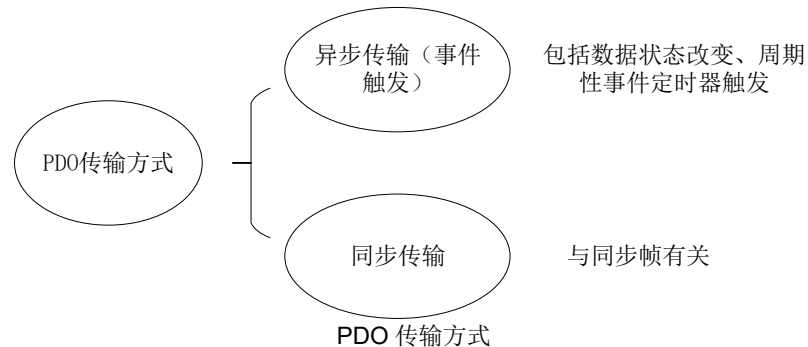 异步传输（事件
触发）
包括数据状态改变、周期
性事件定时器触发
PDO传输方式
同步传输
与同步帧有关
PDO 传输方式